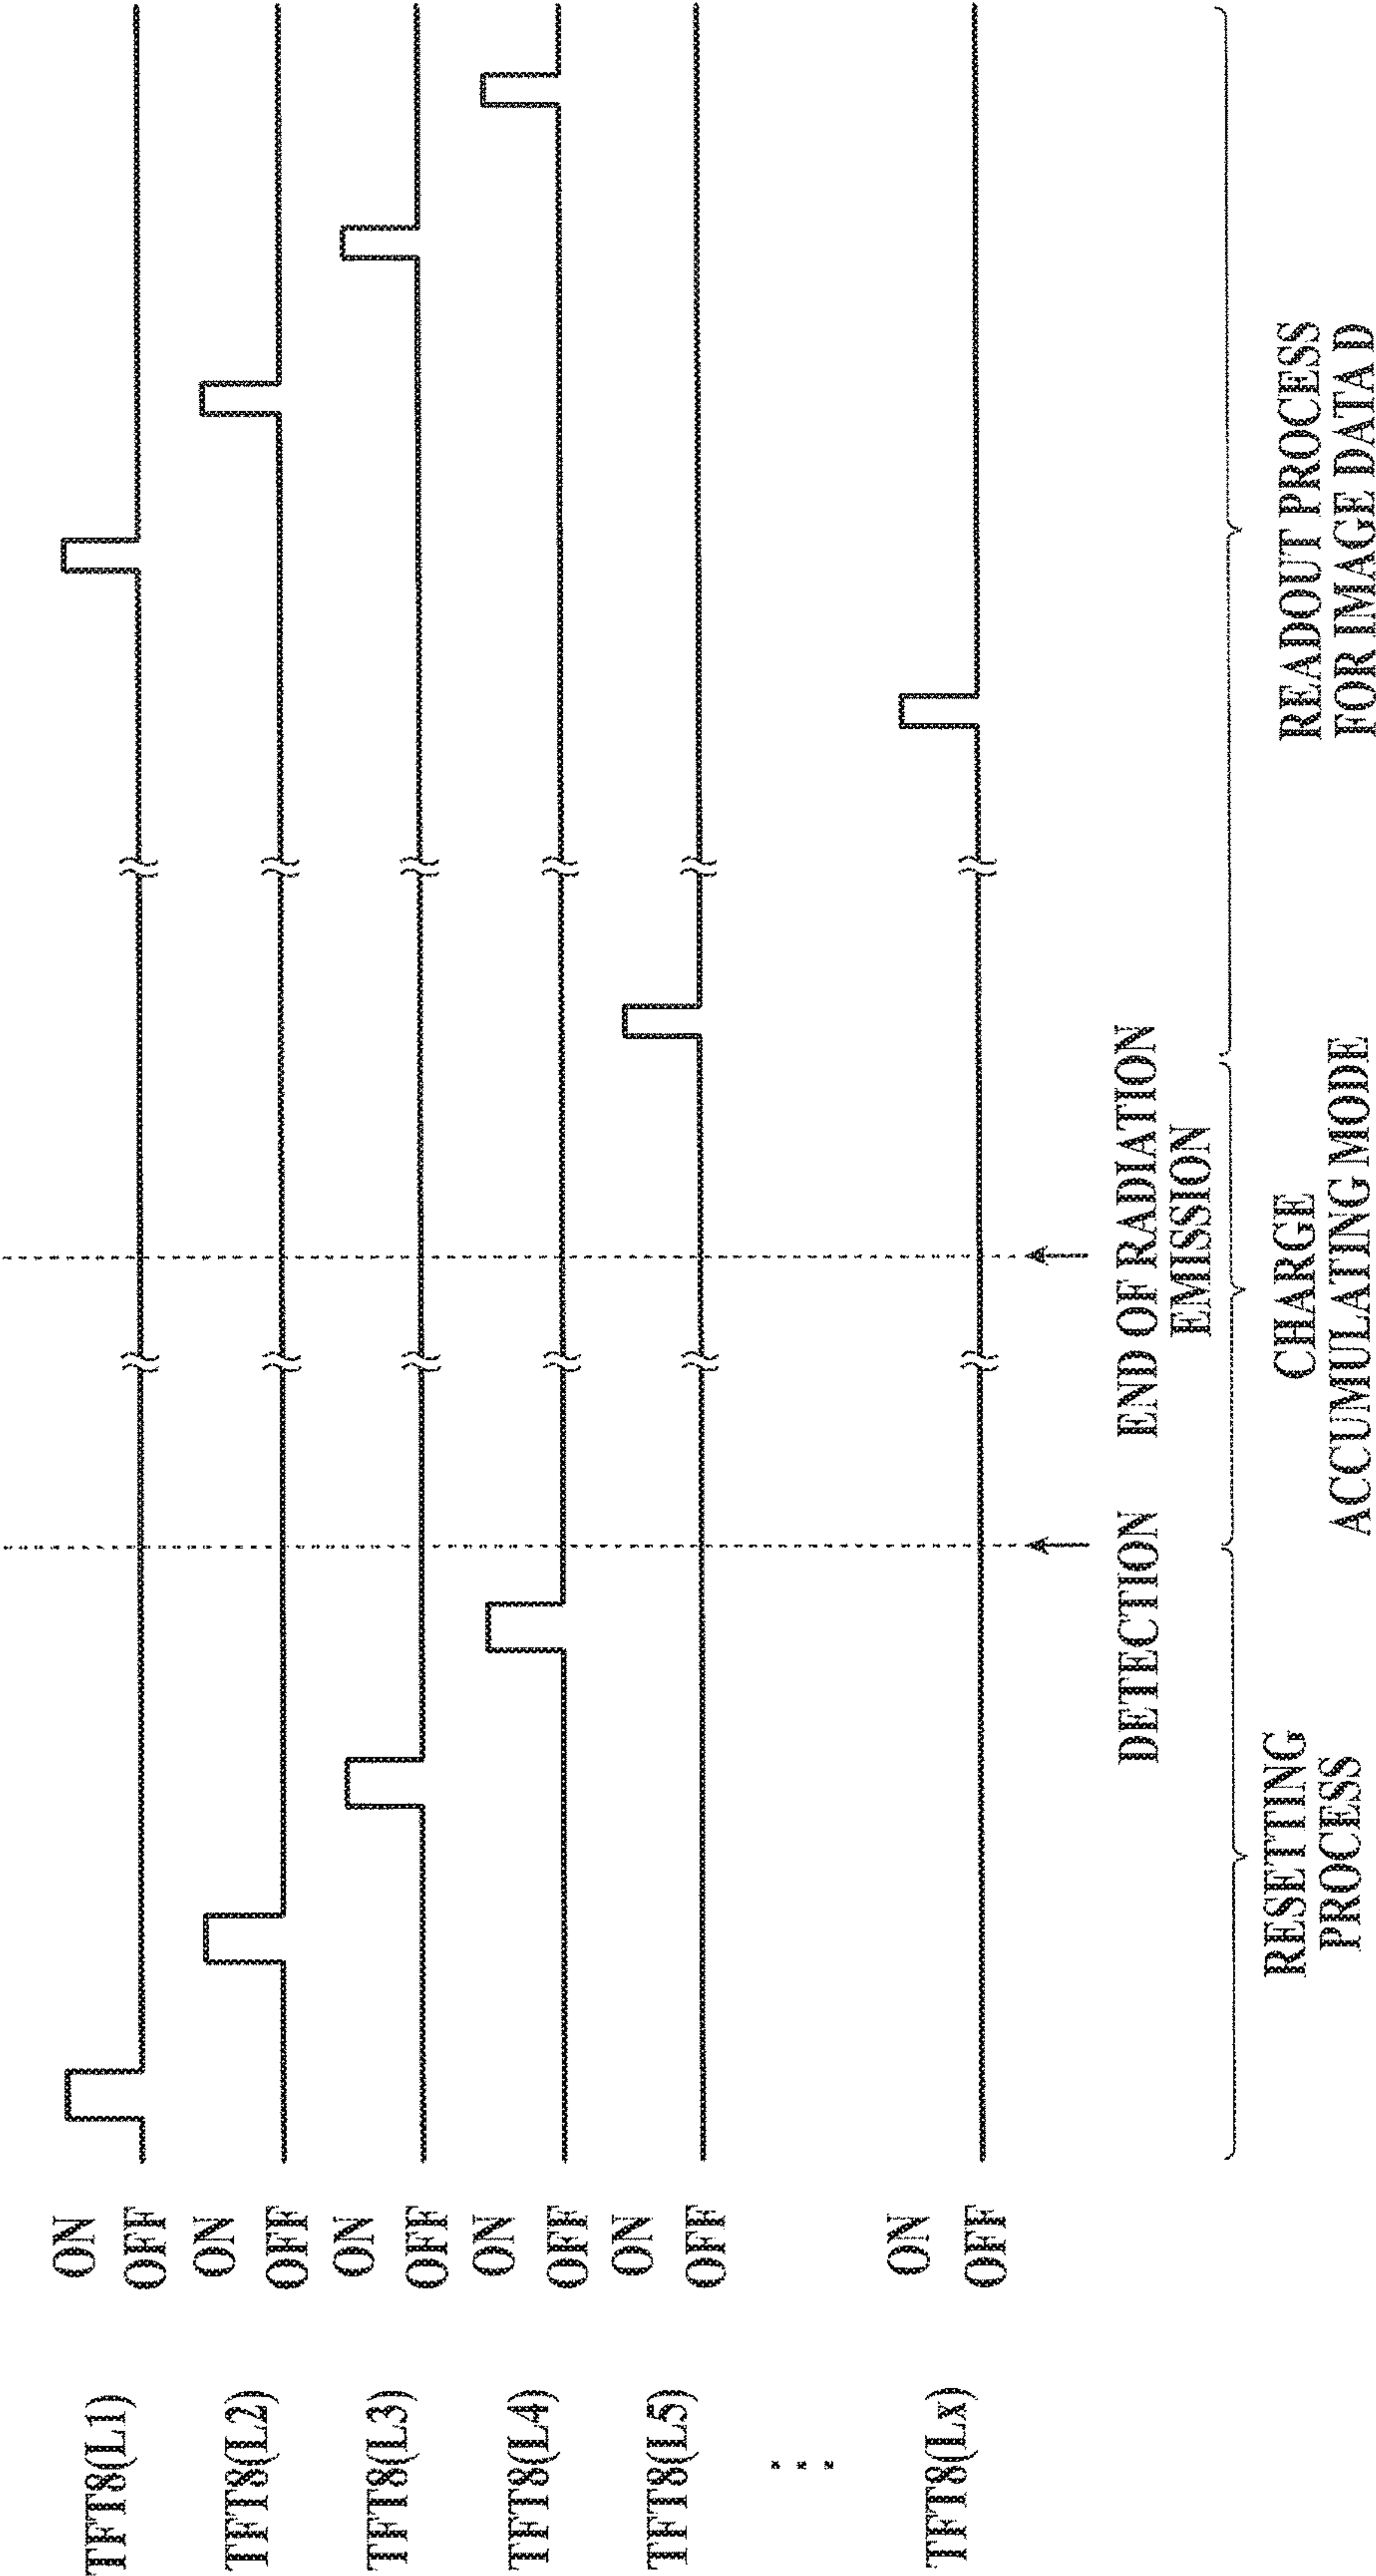 TFT8(L1)
ON
OFF
TFT8(L2)
ON
OFF
TFT8(L3)
ON
OFF
TFT8(L4)
ON
OFF
TFT8(L5)
ON
OFF
⋮
TFT8(Lx)
ON
OFF
DETECTION
END OF RADIATION
EMISSION
RESETTING
PROCESS
CHARGE
ACCUMULATING MODE
READOUT PROCESS
FOR IMAGE DATA D